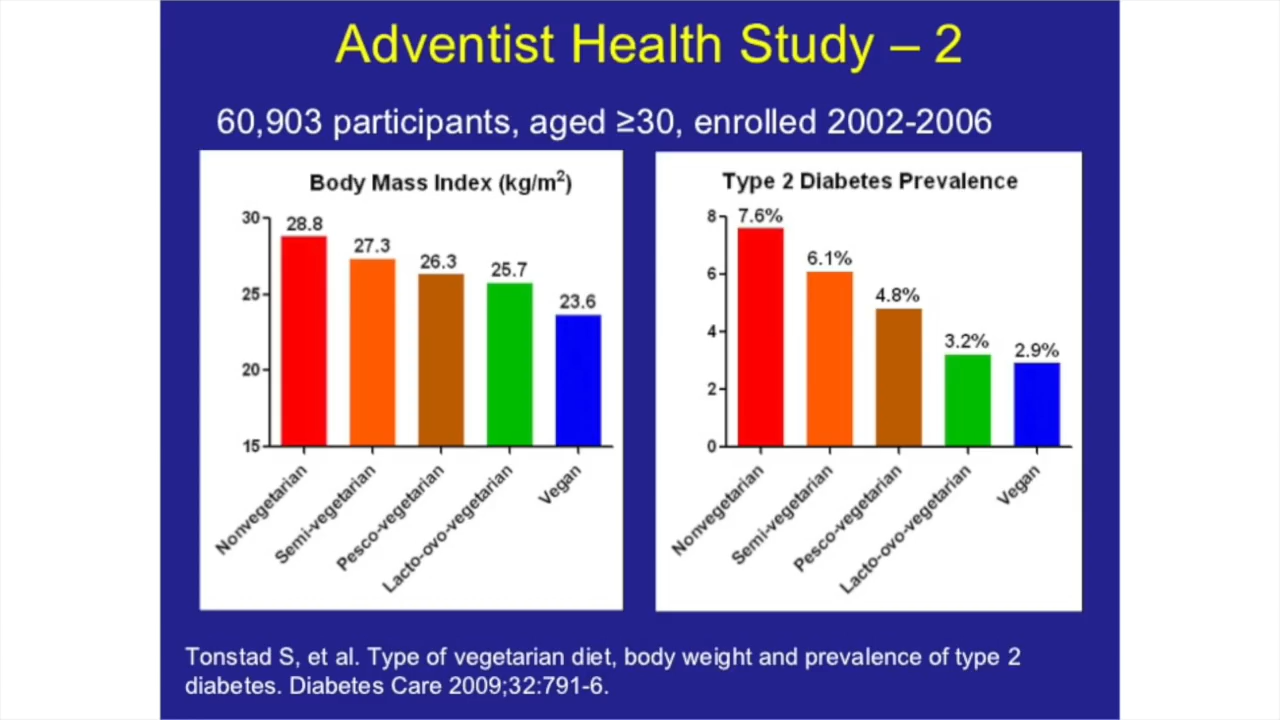 Adventist Health Study – 2
60,903 participants, aged ≥30, enrolled 2002-2006
Body Mass Index (kg/m²)
30
25
20
15
28.8
27.3
26.3
25.7
23.6
Nonvegetarian
Semi-vegetarian
Pesco-vegetarian
Lacto-ovo-vegetarian
Vegan
Type 2 Diabetes Prevalence
8
6
4
2
0
7.6%
6.1%
4.8%
3.2%
2.9%
Nonvegetarian
Semi-vegetarian
Pesco-vegetarian
Lacto-ovo-vegetarian
Vegan
Tonstad S, et al. Type of vegetarian diet, body weight and prevalence of type 2
diabetes. Diabetes Care 2009;32:791-6.